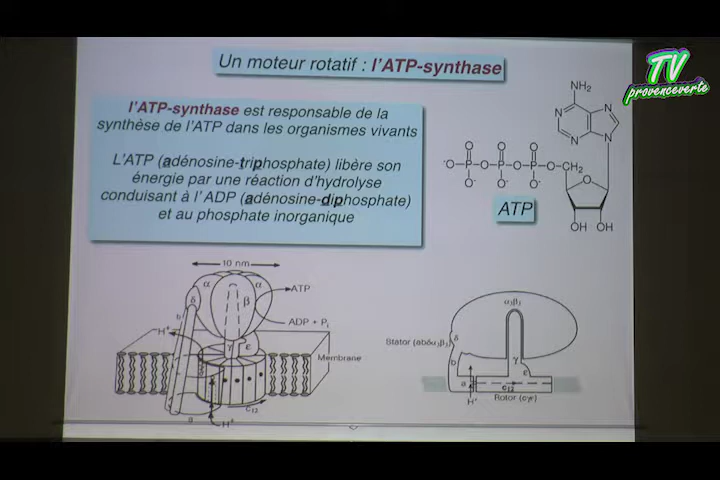 Un moteur rotatif : l'ATP-synthase
TV
provenceverte
l'ATP-synthase est responsable de la
synthèse de l'ATP dans les organismes vivants
L'ATP (adénosine-triphosphate) libère son
énergie par une réaction d'hydrolyse
conduisant à l'ADP (adénosine-diphosphate)
et au phosphate inorganique
NH2
N
N
N
N
O
O
O
-O-P-O-P-O-P-O-CH2
O
O-
O-
O-
OH
OH
ATP
10 nm
α
α
β
δ
b
ATP
ADP + Pi
H+
γ
ε
Membrane
C12
a
H+
α3β3
Stator (abδα3β3)
δ
b
γ
ε
a
C12
H+
Rotor (cγε)